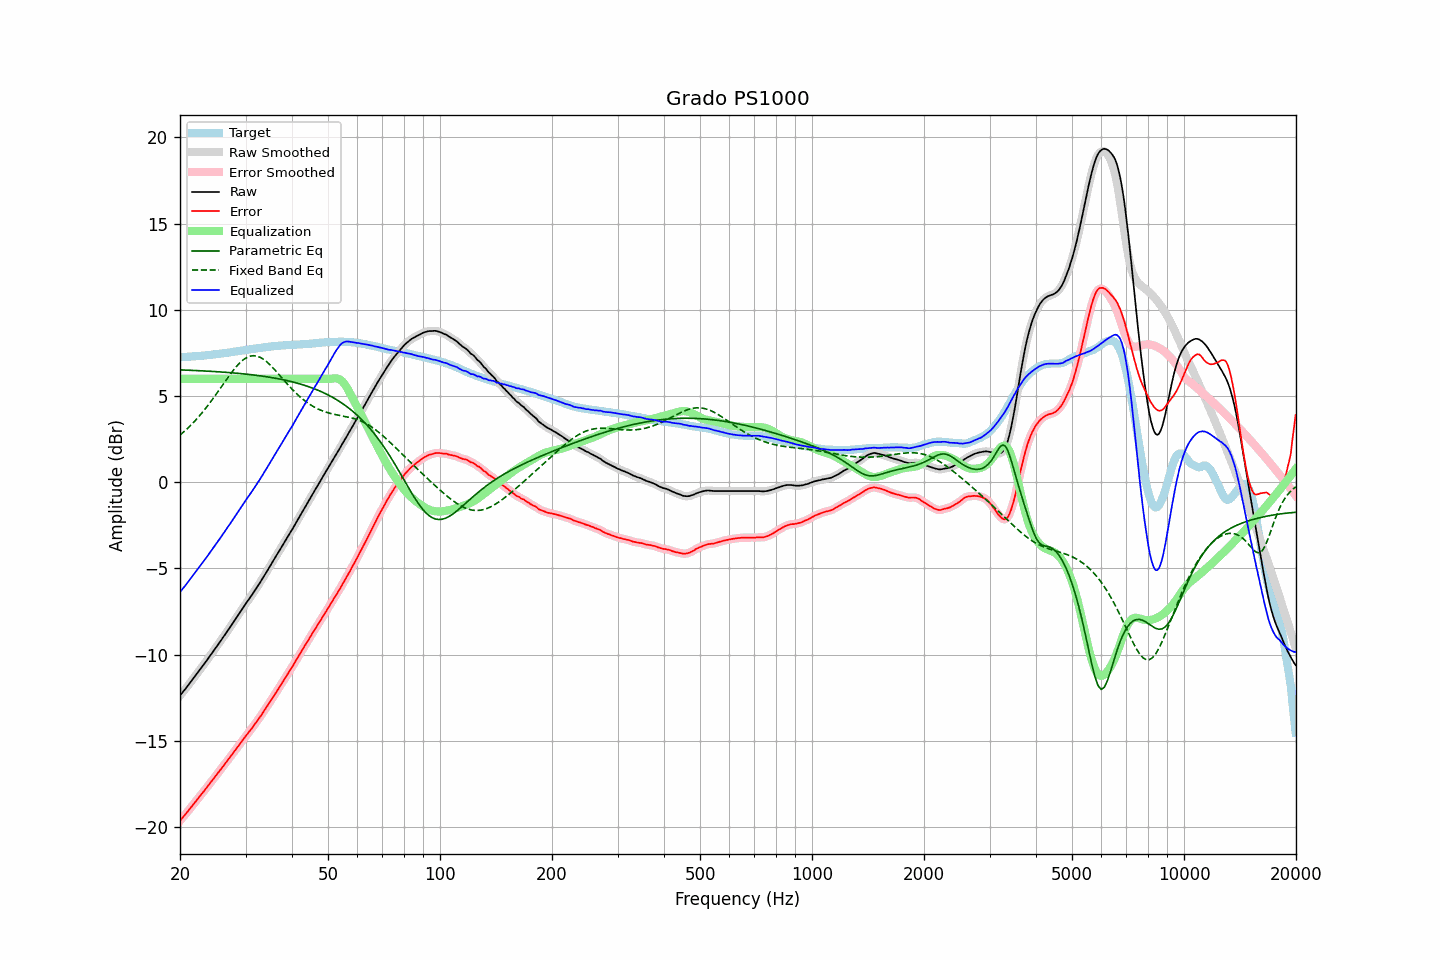 Grado PS1000
Target
Raw Smoothed
Error Smoothed
Raw
Error
Equalization
Parametric Eq
Fixed Band Eq
Equalized
20
15
10
5
0
−5
−10
−15
−20
Amplitude (dBr)
20 50 100 200 500 1000 2000 5000 10000 20000
Frequency (Hz)